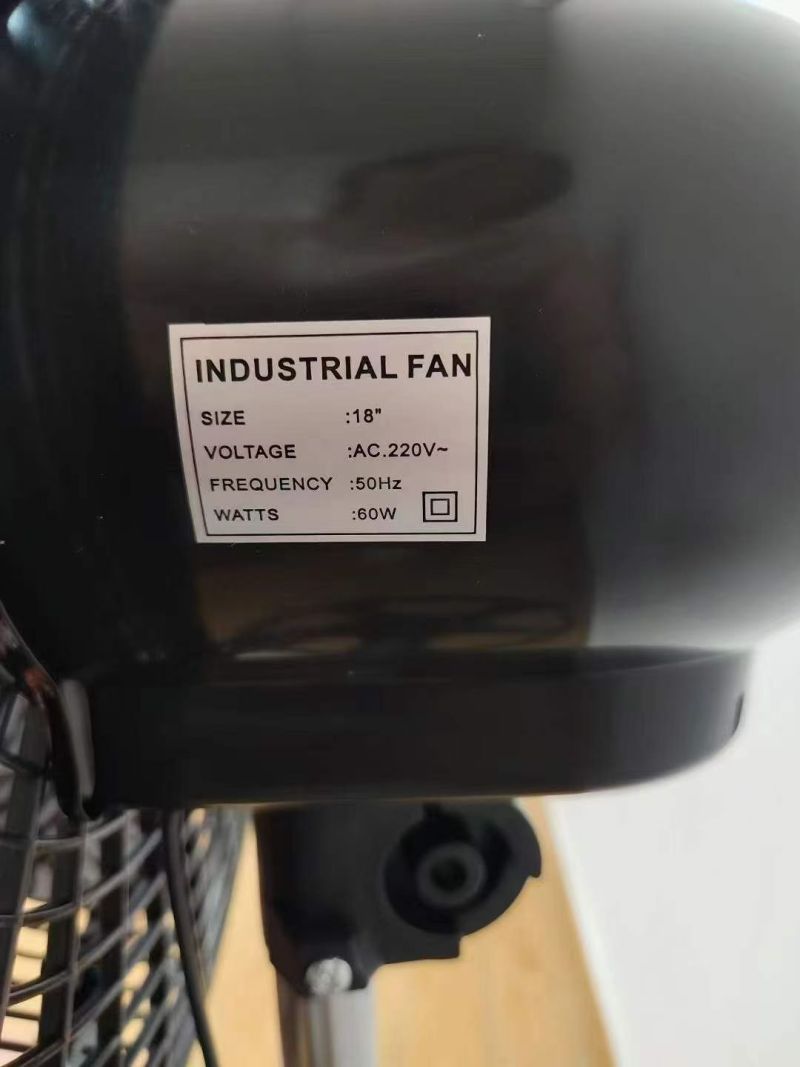 INDUSTRIAL FAN
SIZE :18"
VOLTAGE :AC.220V~
FREQUENCY :50Hz
WATTS :60W